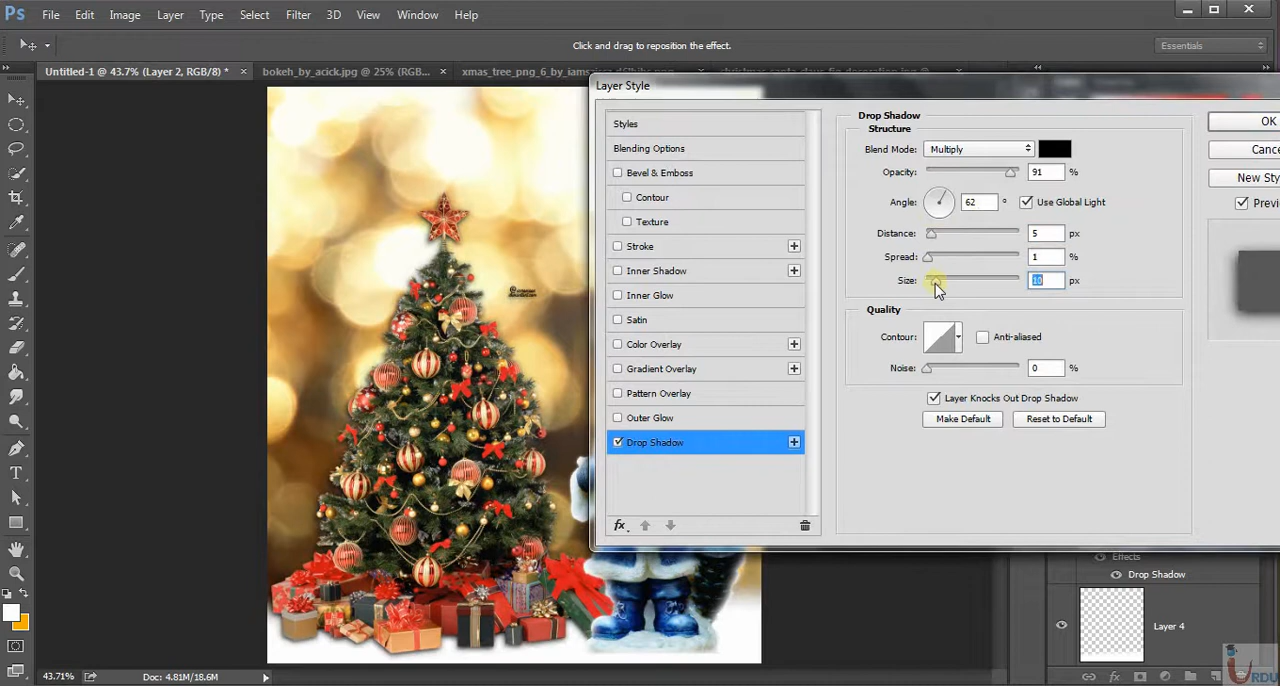 Ps File Edit Image Layer Type Select Filter 3D View Window Help
Click and drag to reposition the effect.
Essentials
Untitled-1 @ 43.7% (Layer 2, RGB/8) * ×
bokeh_by_acick.jpg @ 25% (RGB... ×
Layer Style
Styles
Blending Options
Bevel & Emboss
Contour
Texture
Stroke
Inner Shadow
Inner Glow
Satin
Color Overlay
Gradient Overlay
Pattern Overlay
Outer Glow
Drop Shadow
fx
Drop Shadow
Structure
Blend Mode: Multiply
Opacity: 91 %
Angle: 62 ° Use Global Light
Distance: 5 px
Spread: 1 %
Size: 10 px
Quality
Contour: Anti-aliased
Noise: 0 %
Layer Knocks Out Drop Shadow
Make Default Reset to Default
OK
Cance
New Sty
Previ
Effects
Drop Shadow
Layer 4
43.71% Doc: 4.81M/18.6M
fx
URDU